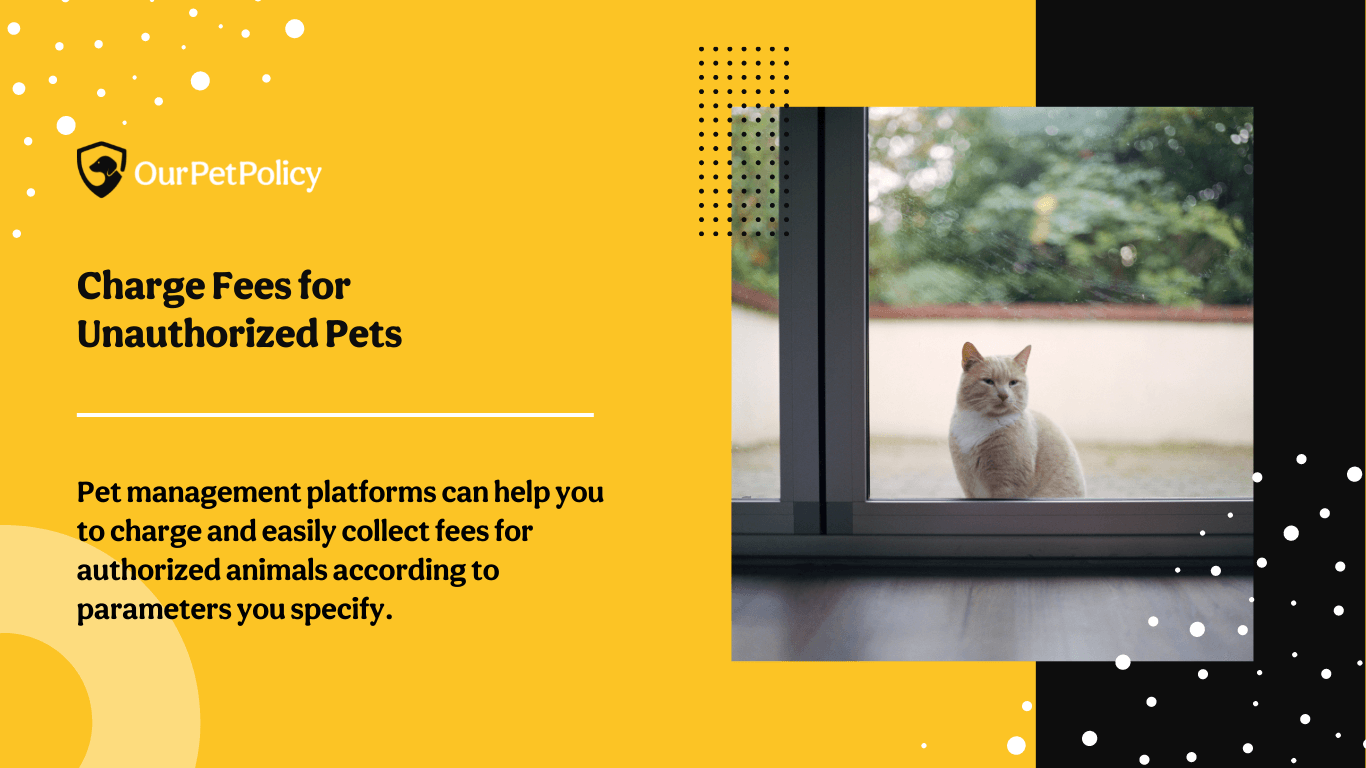 OurPetPolicy
Charge Fees for
Unauthorized Pets
Pet management platforms can help you
to charge and easily collect fees for
authorized animals according to
parameters you specify.